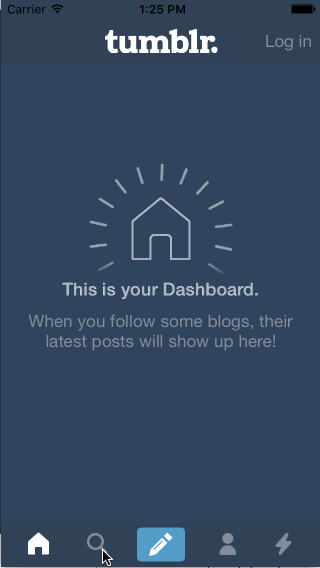 Carrier 1:25 PM
tumblr.
Log in
This is your Dashboard.
When you follow some blogs, their
latest posts will show up here!